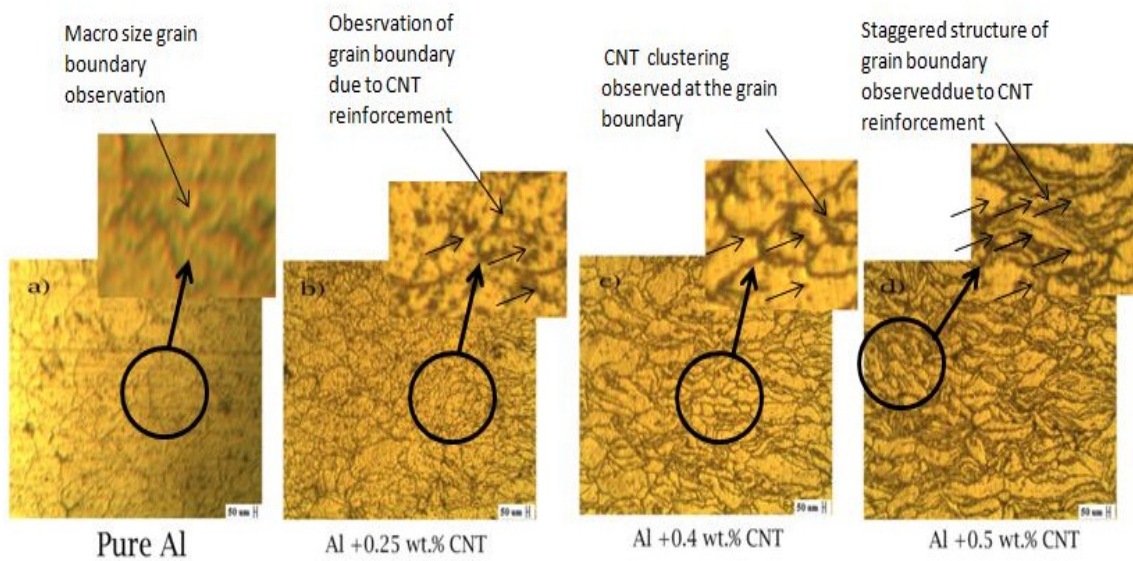 Macro size grain
boundary
observation
Obesrvation of
grain boundary
due to CNT
reinforcement
CNT clustering
observed at the grain
boundary
Staggered structure of
grain boundary
observeddue to CNT
reinforcement
a)
b)
c)
d)
50 um
50 um
50 um
50 um
Pure Al
Al +0.25 wt.% CNT
Al +0.4 wt.% CNT
Al +0.5 wt.% CNT